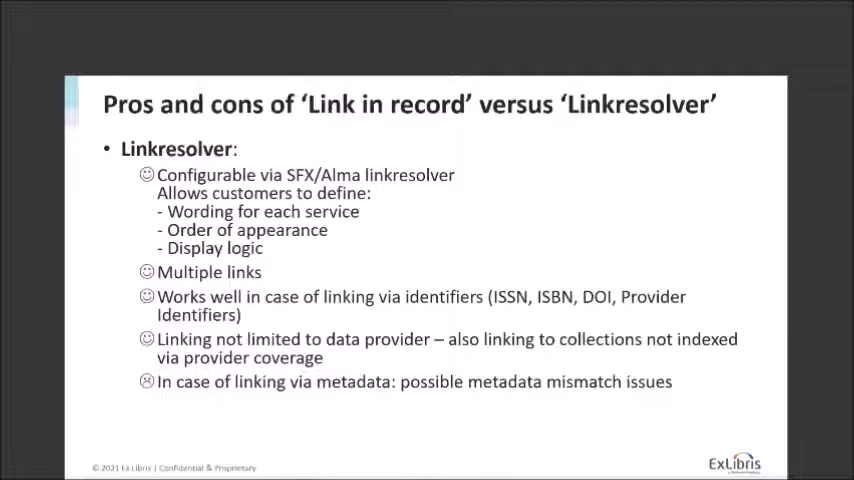 Pros and cons of ‘Link in record’ versus ‘Linkresolver’
• Linkresolver:
Configurable via SFX/Alma linkresolver
Allows customers to define:
- Wording for each service
- Order of appearance
- Display logic
Multiple links
Works well in case of linking via identifiers (ISSN, ISBN, DOI, Provider
Identifiers)
Linking not limited to data provider – also linking to collections not indexed
via provider coverage
In case of linking via metadata: possible metadata mismatch issues
© 2021 Ex Libris | Confidential & Proprietary
ExLibris